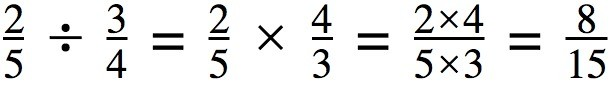 2/5 ÷ 3/4 = 2/5 × 4/3 = 2×4/5×3 = 8/15